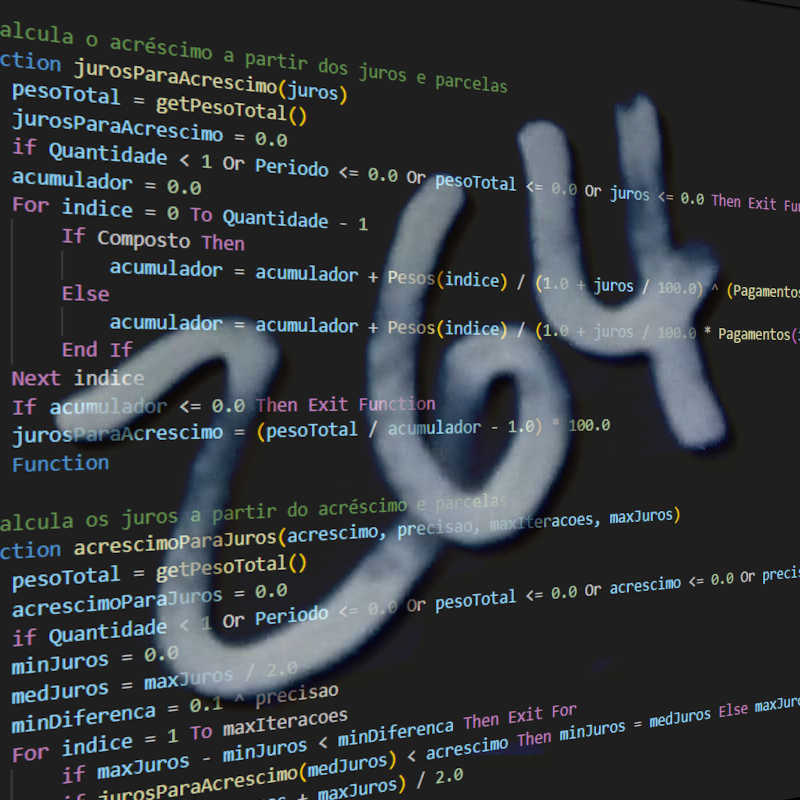 alcula o acréscimo a partir dos juros e parcelas
ction jurosParaAcrescimo(juros)
pesoTotal = getPesoTotal()
jurosParaAcrescimo = 0.0
if Quantidade < 1 Or Periodo <= 0.0 Or pesoTotal <= 0.0 Or juros <= 0.0 Then Exit Fun
acumulador = 0.0
For indice = 0 To Quantidade - 1
If Composto Then
acumulador = acumulador + Pesos(indice) / (1.0 + juros / 100.0) ^ (Pagamentos
Else
acumulador = acumulador + Pesos(indice) / (1.0 + juros / 100.0 * Pagamentos(
End If
Next indice
If acumulador <= 0.0 Then Exit Function
jurosParaAcrescimo = (pesoTotal / acumulador - 1.0) * 100.0
Function
264
alcula os juros a partir do acréscimo e parcelas
ction acrescimoParaJuros(acrescimo, precisao, maxIteracoes, maxJuros)
pesoTotal = getPesoTotal()
acrescimoParaJuros = 0.0
if Quantidade < 1 Or Periodo <= 0.0 Or pesoTotal <= 0.0 Or acrescimo <= 0.0 Or precis
minJuros = 0.0
medJuros = maxJuros / 2.0
minDiferenca = 0.1 ^ precisao
For indice = 1 To maxIteracoes
if maxJuros - minJuros < minDiferenca Then Exit For
if jurosParaAcrescimo(medJuros) < acrescimo Then minJuros = medJuros Else maxJuro
+ maxJuros) / 2.0